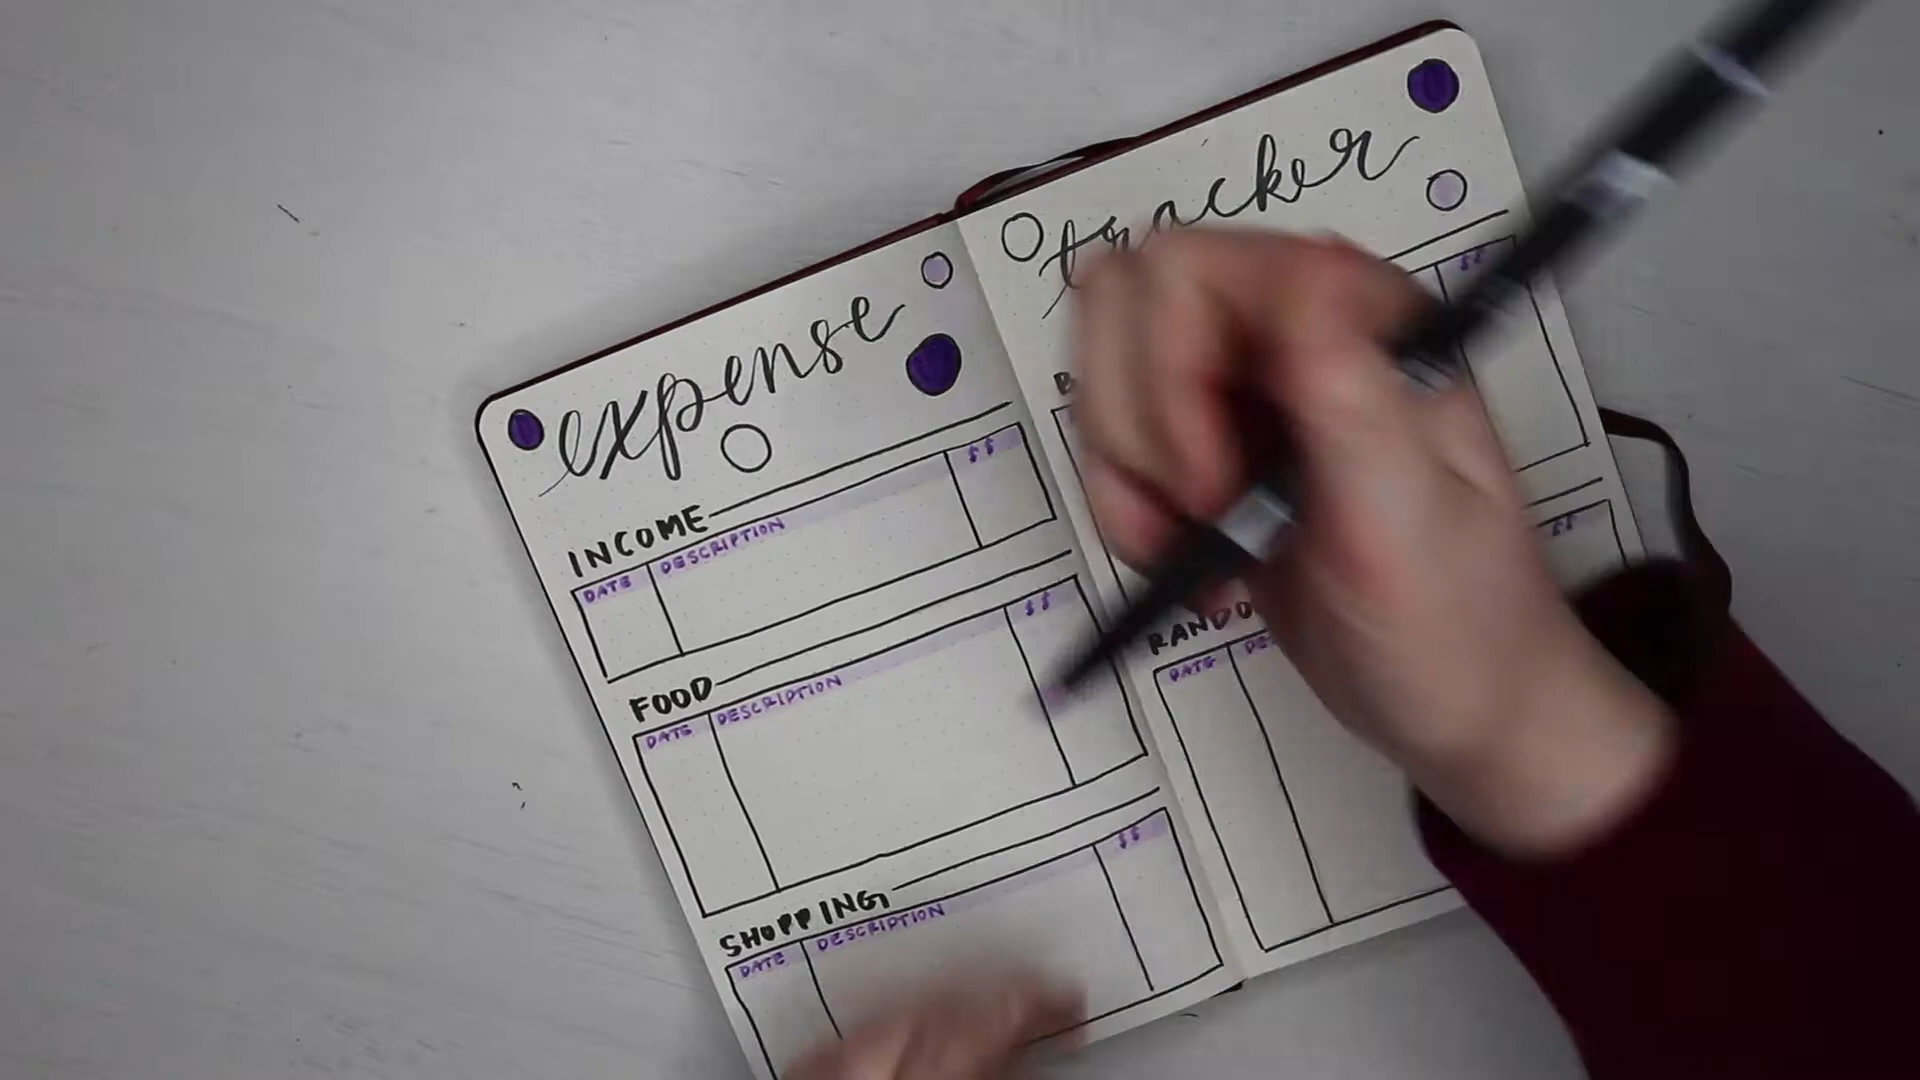 expense
INCOME
DATE DESCRIPTION $$
FOOD
DATE DESCRIPTION $$
SHOPPING
DATE DESCRIPTION $$
tracker
$$
$$
DATE